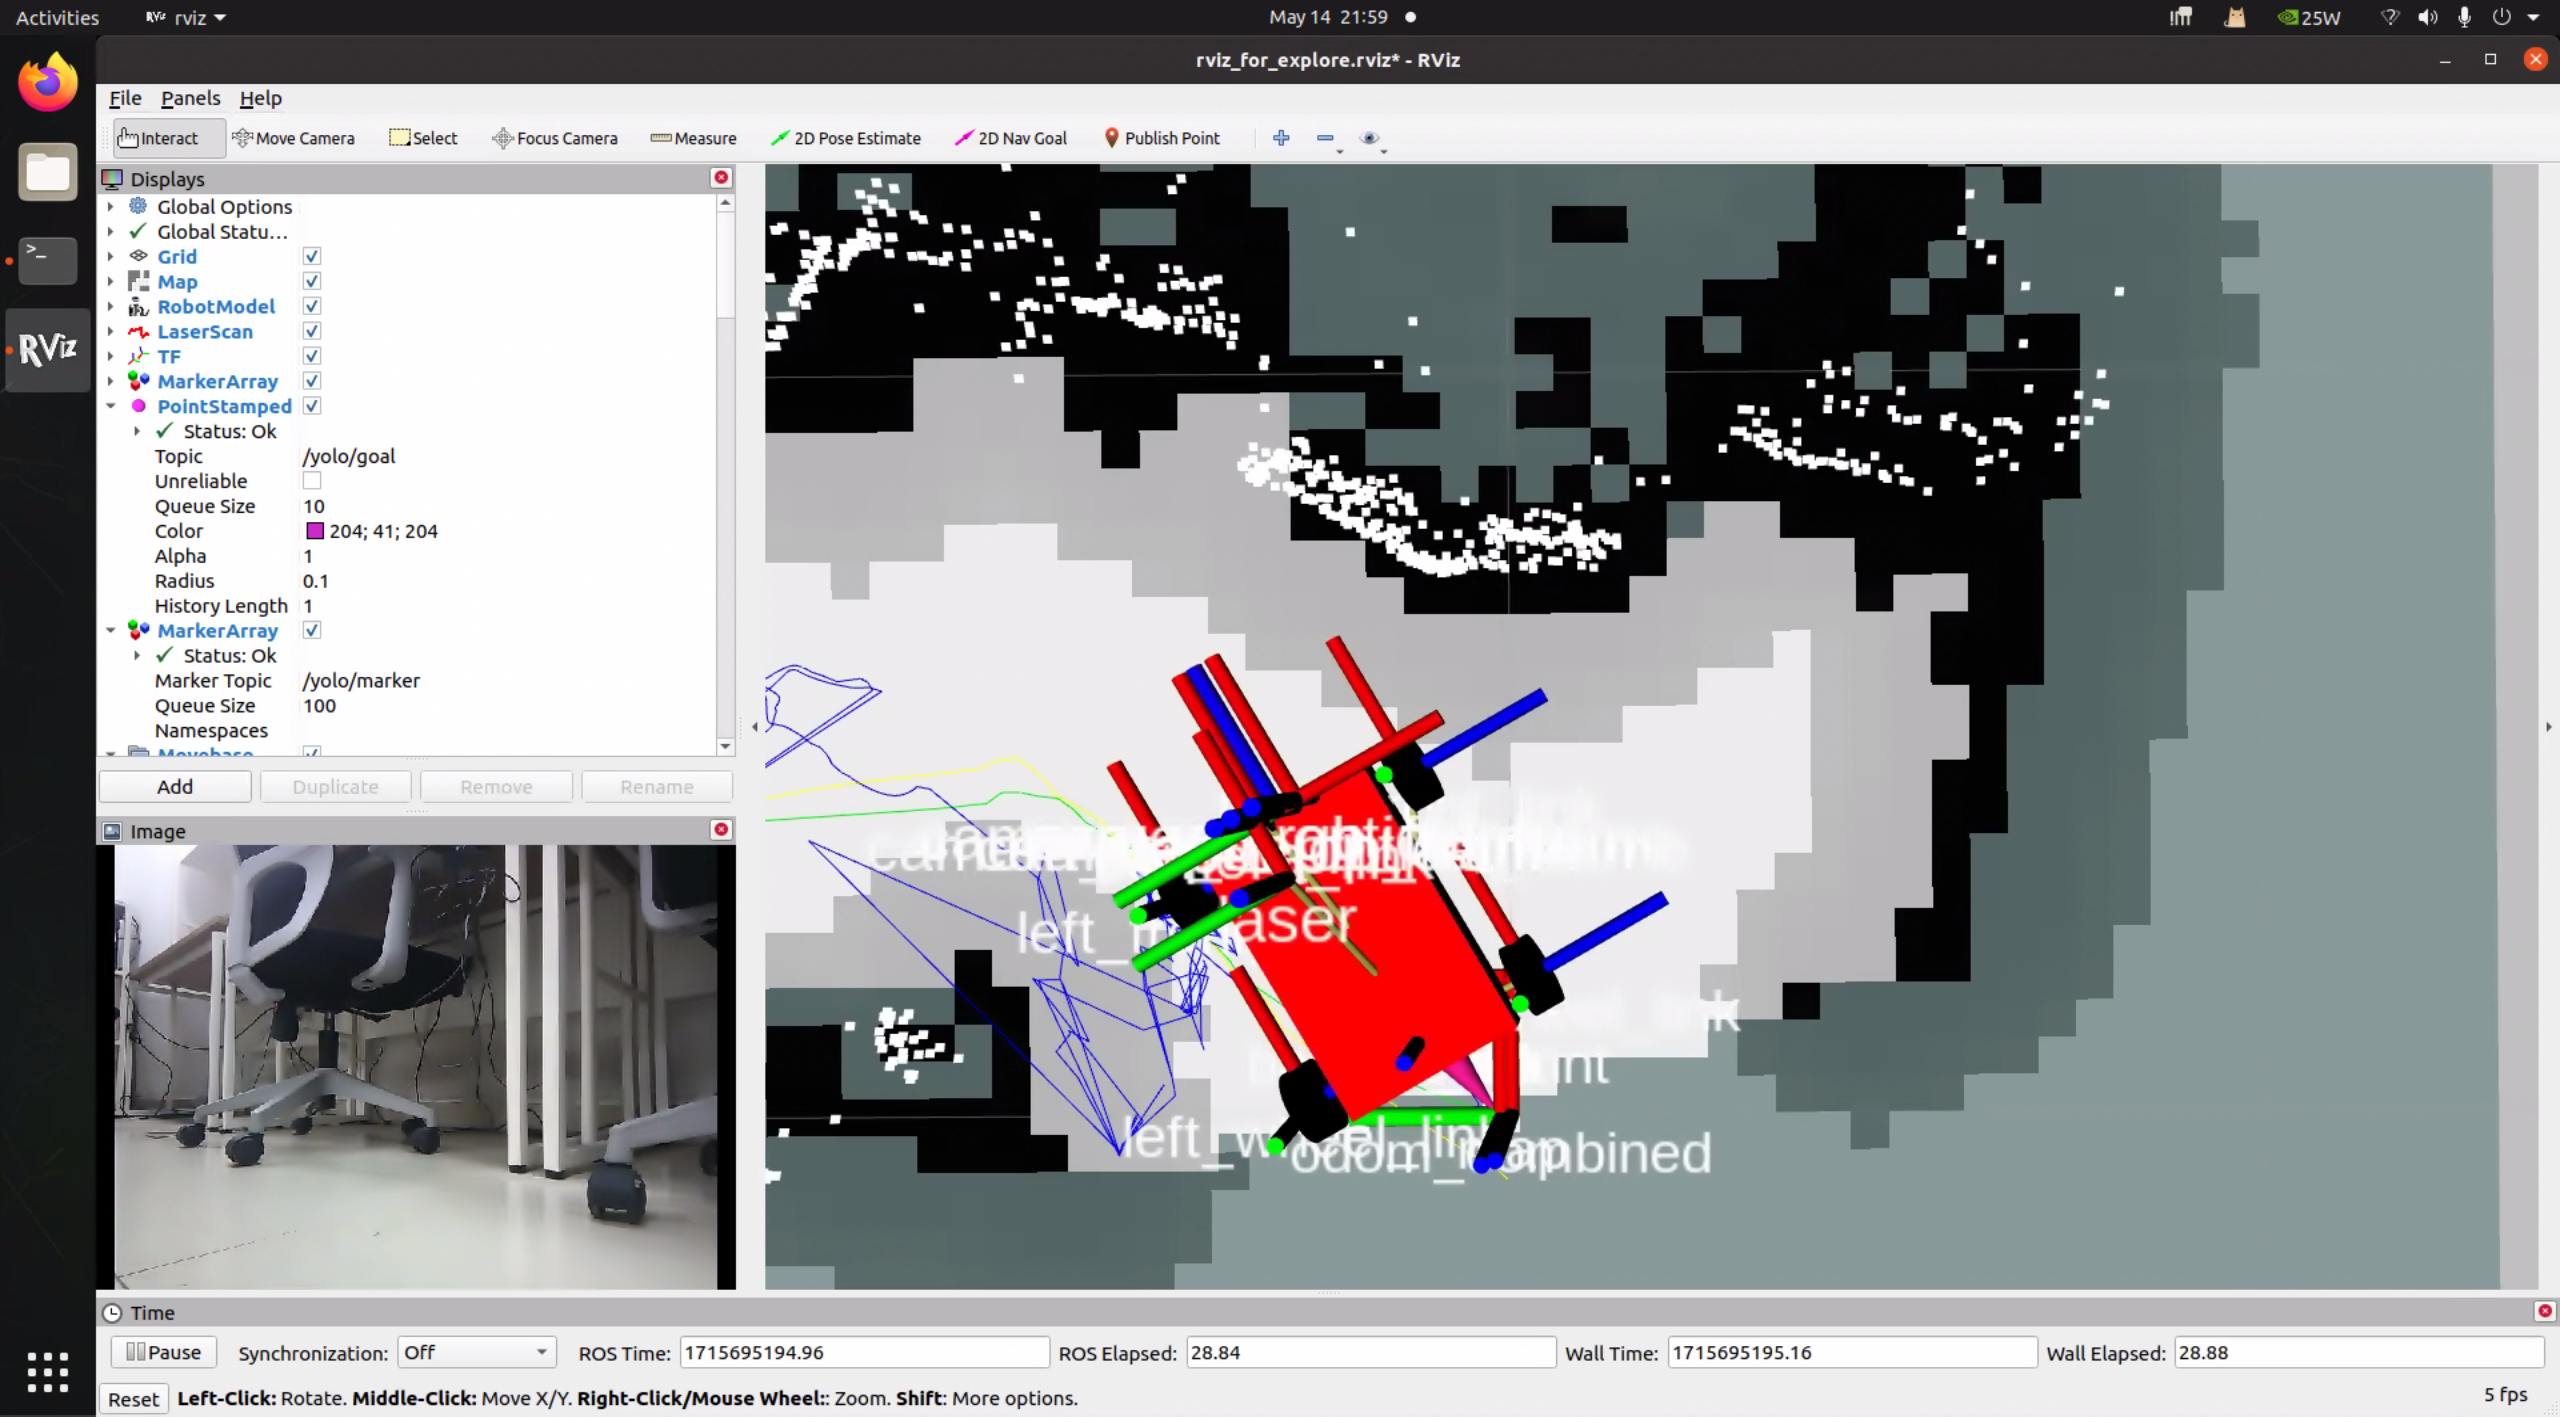 Activities
RViz rviz
May 14 21:59
25W
rviz_for_explore.rviz* - RViz
File Panels Help
Interact Move Camera Select Focus Camera Measure 2D Pose Estimate 2D Nav Goal Publish Point
RViz
Displays
Global Options
Global Statu...
Grid
Map
RobotModel
LaserScan
TF
MarkerArray
PointStamped
Status: Ok
Topic /yolo/goal
Unreliable
Queue Size 10
Color 204; 41; 204
Alpha 1
Radius 0.1
History Length 1
MarkerArray
Status: Ok
Marker Topic /yolo/marker
Queue Size 100
Namespaces
Movebase
Add Duplicate Remove Rename
Image
laser
left_wheel_link
odom_combined
Time
Pause Synchronization: Off ROS Time: 1715695194.96 ROS Elapsed: 28.84 Wall Time: 1715695195.16 Wall Elapsed: 28.88
Reset Left-Click: Rotate. Middle-Click: Move X/Y. Right-Click/Mouse Wheel:: Zoom. Shift: More options. 5 fps